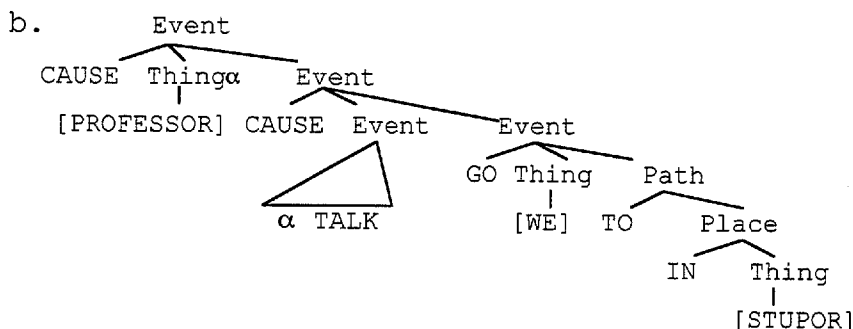 b. Event
CAUSE Thingα Event
[PROFESSOR] CAUSE Event Event
GO Thing Path
α TALK [WE] TO Place
IN Thing
[STUPOR]